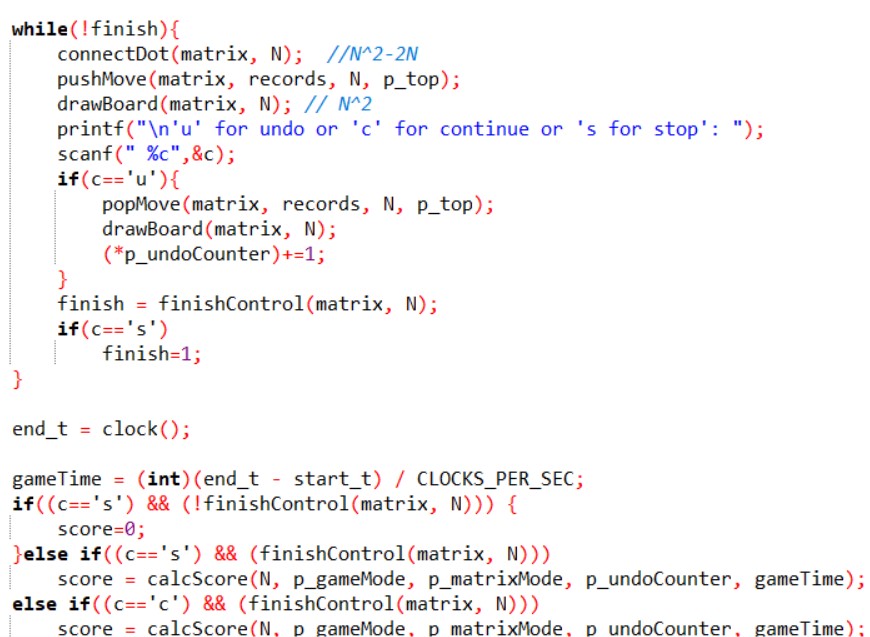 while(!finish){
connectDot(matrix, N);  //N^2-2N
pushMove(matrix, records, N, p_top);
drawBoard(matrix, N); // N^2
printf("\n'u' for undo or 'c' for continue or 's for stop': ");
scanf(" %c",&c);
if(c=='u'){
popMove(matrix, records, N, p_top);
drawBoard(matrix, N);
(*p_undoCounter)+=1;
}
finish = finishControl(matrix, N);
if(c=='s')
finish=1;
}
end_t = clock();
gameTime = (int)(end_t - start_t) / CLOCKS_PER_SEC;
if((c=='s') && (!finishControl(matrix, N))) {
score=0;
}else if((c=='s') && (finishControl(matrix, N)))
score = calcScore(N, p_gameMode, p_matrixMode, p_undoCounter, gameTime);
else if((c=='c') && (finishControl(matrix, N)))
score = calcScore(N, p_gameMode, p_matrixMode, p_undoCounter, gameTime);